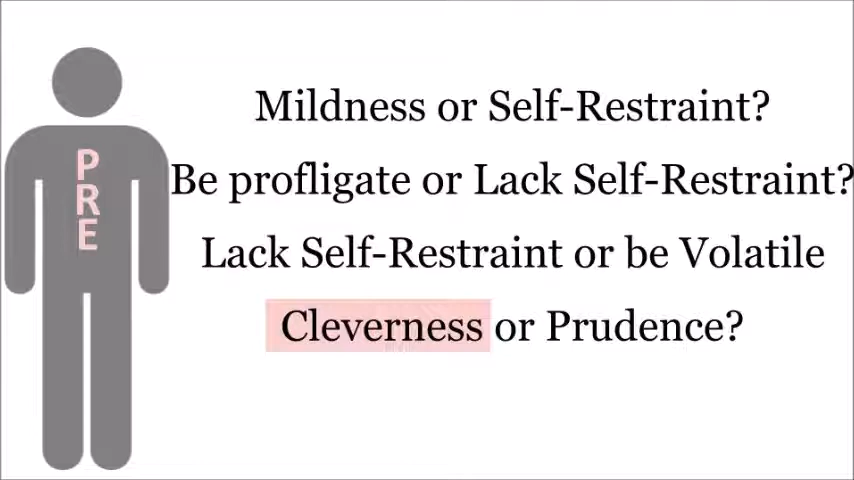 PRE
Mildness or Self-Restraint?
Be profligate or Lack Self-Restraint?
Lack Self-Restraint or be Volatile
Cleverness or Prudence?